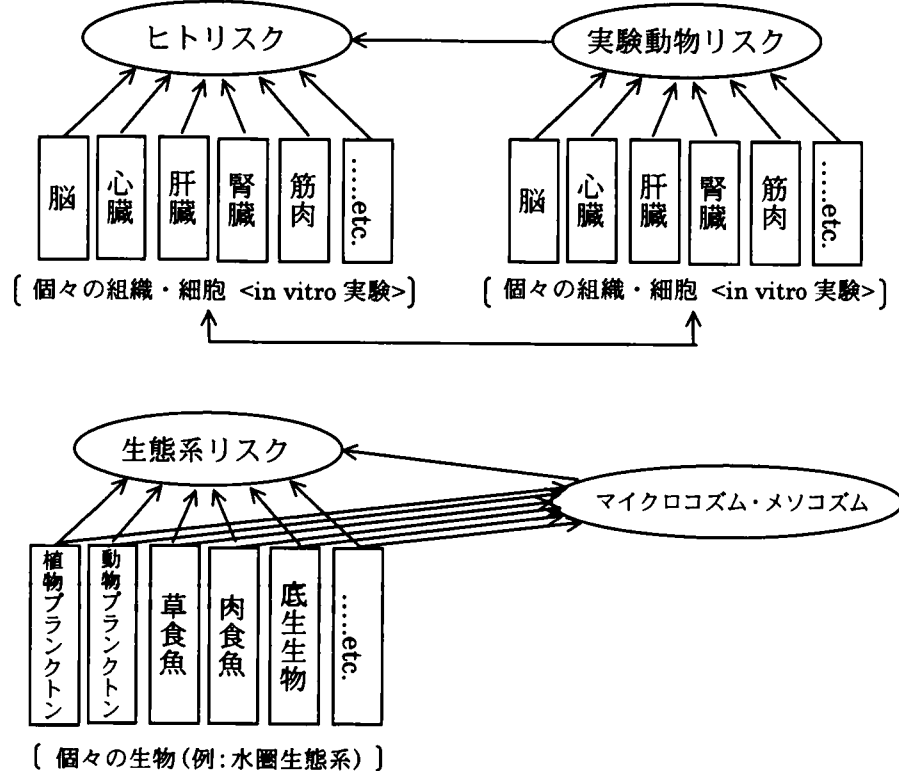 ヒトリスク
実験動物リスク
脳
心臓
肝臓
腎臓
筋肉
.....etc.
脳
心臓
肝臓
腎臓
筋肉
.....etc.
〔 個々の組織・細胞 <in vitro 実験>〕
〔 個々の組織・細胞 <in vitro 実験>〕
生態系リスク
マイクロコズム・メソコズム
植物プランクトン
動物プランクトン
草食魚
肉食魚
底生生物
.....etc.
〔 個々の生物(例:水圏生態系) 〕